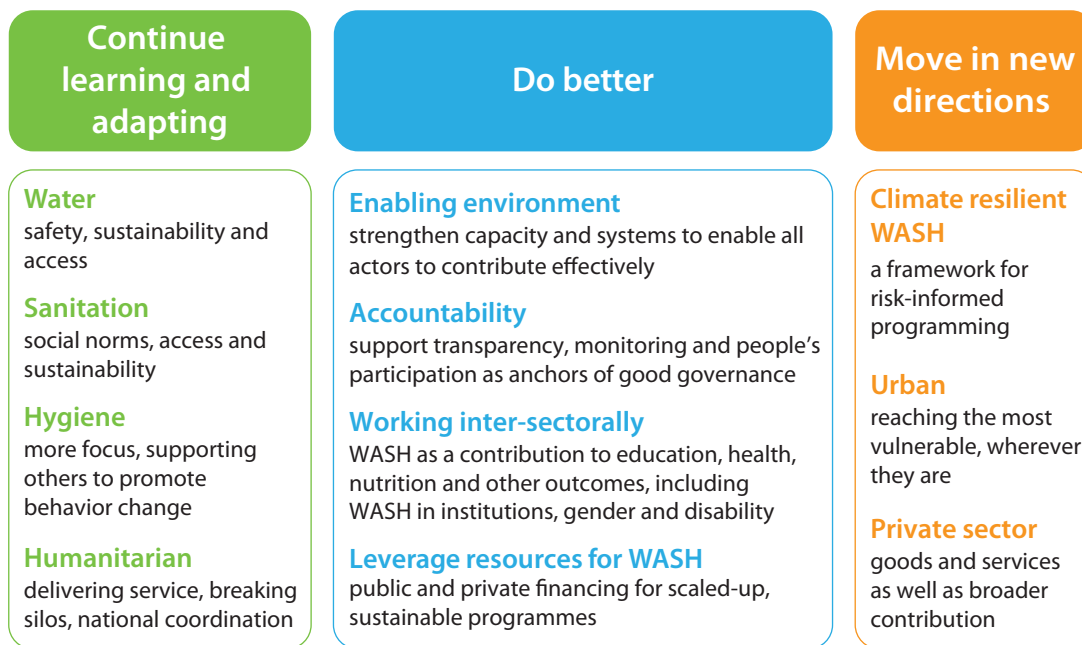 Continue
learning and
adapting
Water
safety, sustainability and
access
Sanitation
social norms, access and
sustainability
Hygiene
more focus, supporting
others to promote
behavior change
Humanitarian
delivering service, breaking
silos, national coordination
Do better
Enabling environment
strengthen capacity and systems to enable all
actors to contribute effectively
Accountability
support transparency, monitoring and people’s
participation as anchors of good governance
Working inter-sectorally
WASH as a contribution to education, health,
nutrition and other outcomes, including
WASH in institutions, gender and disability
Leverage resources for WASH
public and private financing for scaled-up,
sustainable programmes
Move in new
directions
Climate resilient
WASH
a framework for
risk-informed
programming
Urban
reaching the most
vulnerable, wherever
they are
Private sector
goods and services
as well as broader
contribution